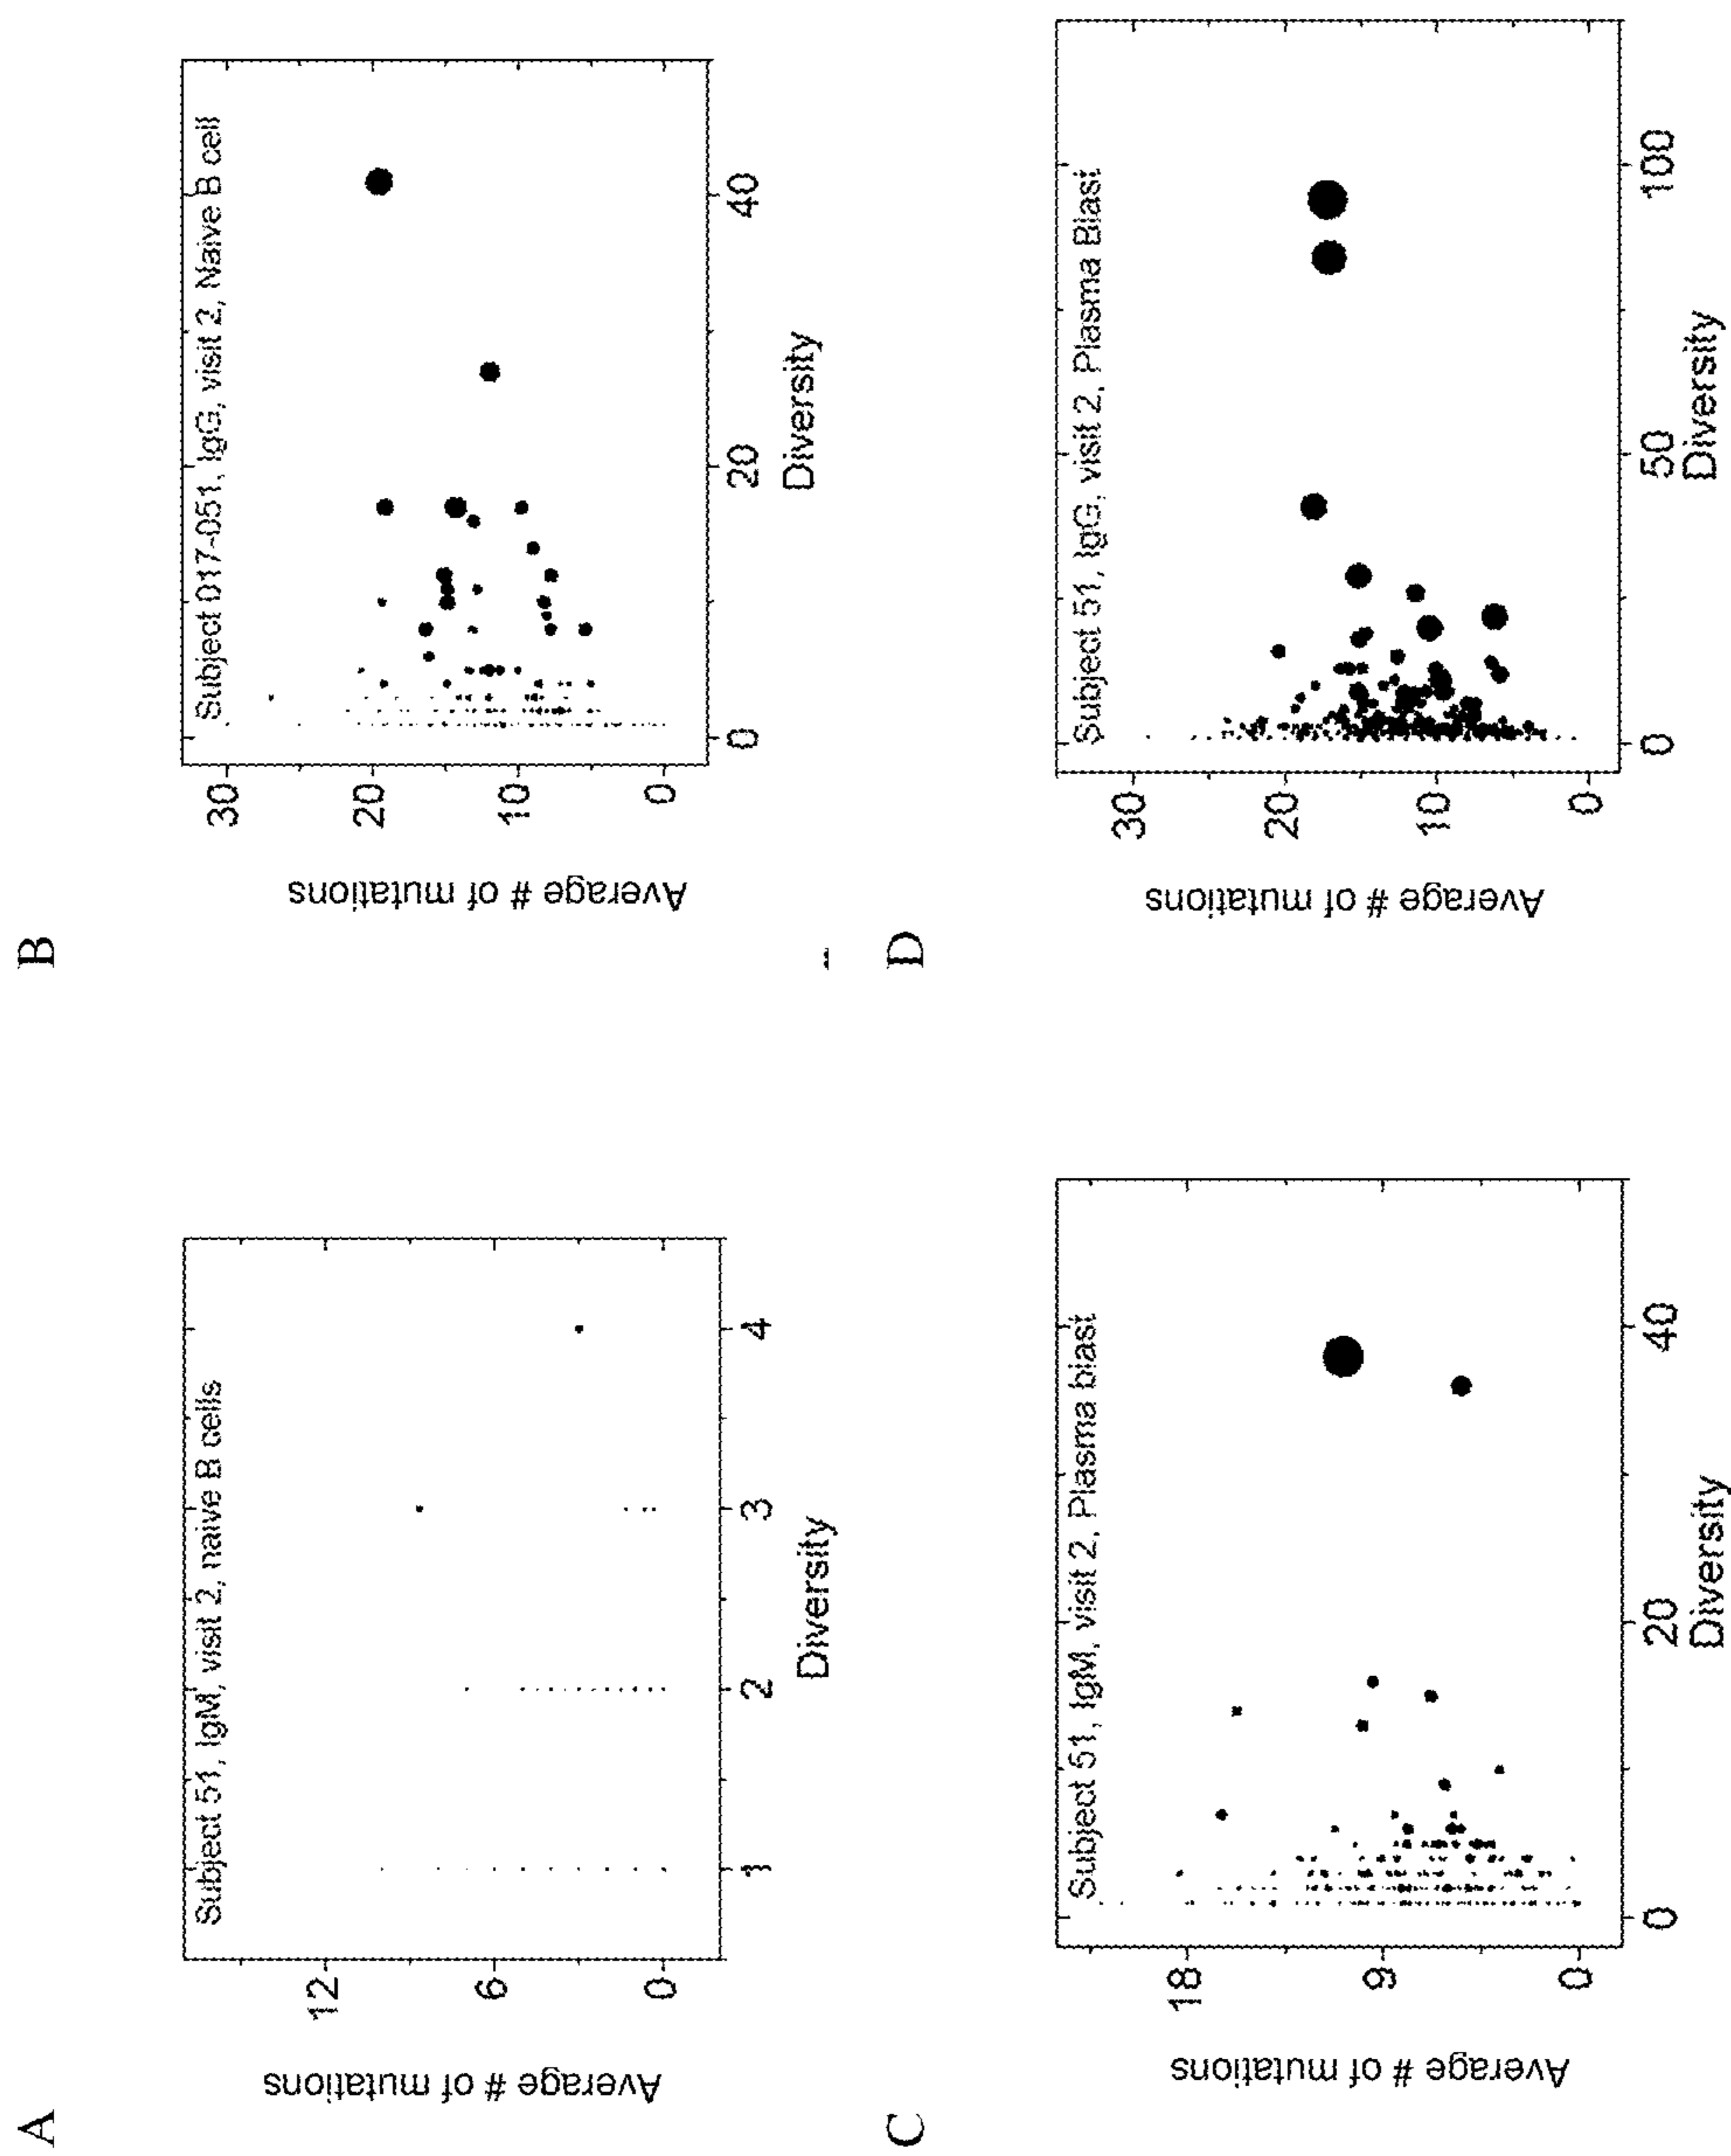 A
Subject 51, IgM, visit 2, naive B cells
12
6
0
Average # of mutations
1
2
3
4
Diversity
B
Subject 017-051, IgG, visit 2, Naive B cell
30
20
10
0
Average # of mutations
0
20
40
Diversity
C
Subject 51, IgM, visit 2, Plasma blast
18
9
0
Average # of mutations
0
20
40
Diversity
D
Subject 51, IgG, visit 2, Plasma Blast
30
20
10
0
Average # of mutations
0
50
100
Diversity